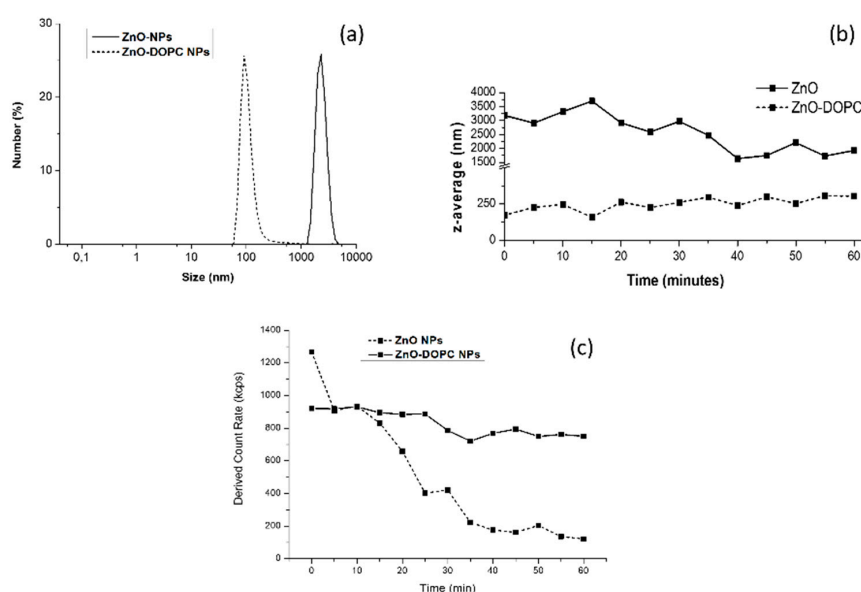 (a)
ZnO-NPs
ZnO-DOPC NPs
30
20
10
0
Number (%)
0,1 1 10 100 1000 10000
Size (nm)
(b)
ZnO
ZnO-DOPC
4000
3500
3000
2500
2000
1500
250
0
z-average (nm)
0 10 20 30 40 50 60
Time (minutes)
(c)
ZnO NPs
ZnO-DOPC NPs
1400
1200
1000
800
600
400
200
0
Derived Count Rate (kcps)
0 10 20 30 40 50 60
Time (min)